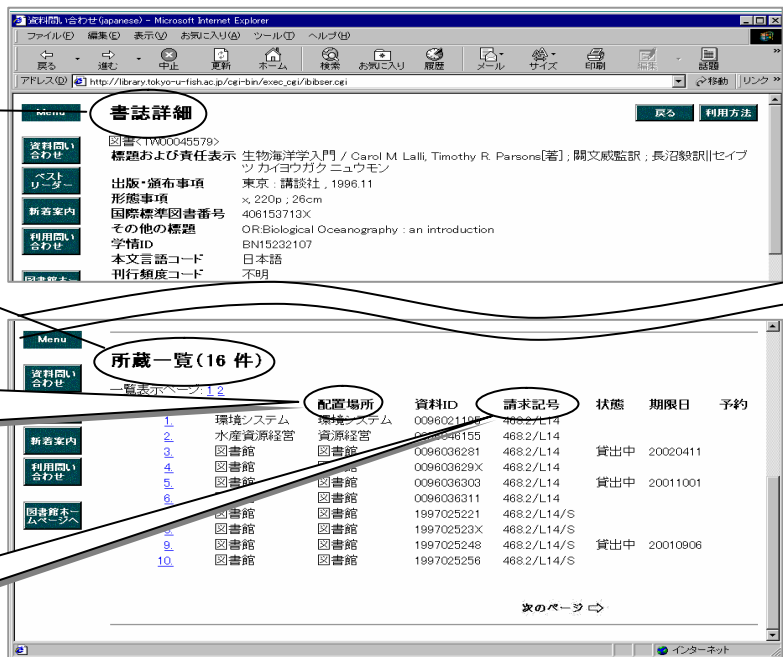 資料問い合わせ (japanese) - Microsoft Internet Explorer
ファイル(F) 編集(E) 表示(V) お気に入り(A) ツール(T) ヘルプ(H)
戻る 進む 中止 更新 ホーム 検索 お気に入り 履歴 メール サイズ 印刷 編集 話題
アドレス(D) http://library.tokyo-u-fish.ac.jp/cgi-bin/exec_cgi/ibibser.cgi 移動 リンク »
Menu
書誌詳細
戻る 利用方法
資料問い合わせ
ベストリーダー
新着案内
利用問い合わせ
図書<TW00045579>
標題および責任表示 生物海洋学入門 / Carol M Lalli, Timothy R. Parsons[著] ; 關文威監訳 ; 長沼毅訳||セイブ
ツ カイヨウガク ニュウモン
出版・頒布事項 東京 : 講談社 , 1996.11
形態事項 x, 220p ; 26cm
国際標準図書番号 406153713X
その他の標題 OR:Biological Oceanography : an introduction
学情ID BN15232107
本文言語コード 日本語
刊行頻度コード 不明
Menu
所蔵一覧(16 件)
資料問い合わせ
新着案内
利用問い合わせ
図書館ホームページへ
一覧表示ページ: 1 2
配置場所 資料ID 請求記号 状態 期限日 予約
1. 環境システム 環境システム 468.2/L14
2. 水産資源経営 資源経営 468.2/L14
3. 図書館 図書館 0096036281 468.2/L14 貸出中 20020411
4. 図書館 図書館 009603629X 468.2/L14
5. 図書館 図書館 0096036303 468.2/L14 貸出中 20011001
6. 図書館 0096036311 468.2/L14
図書館 図書館 1997025221 468.2/L14/S
図書館 図書館 199702523X 468.2/L14/S
9. 図書館 図書館 1997025248 468.2/L14/S 貸出中 20010906
10. 図書館 図書館 1997025256 468.2/L14/S
次のページ
インターネット